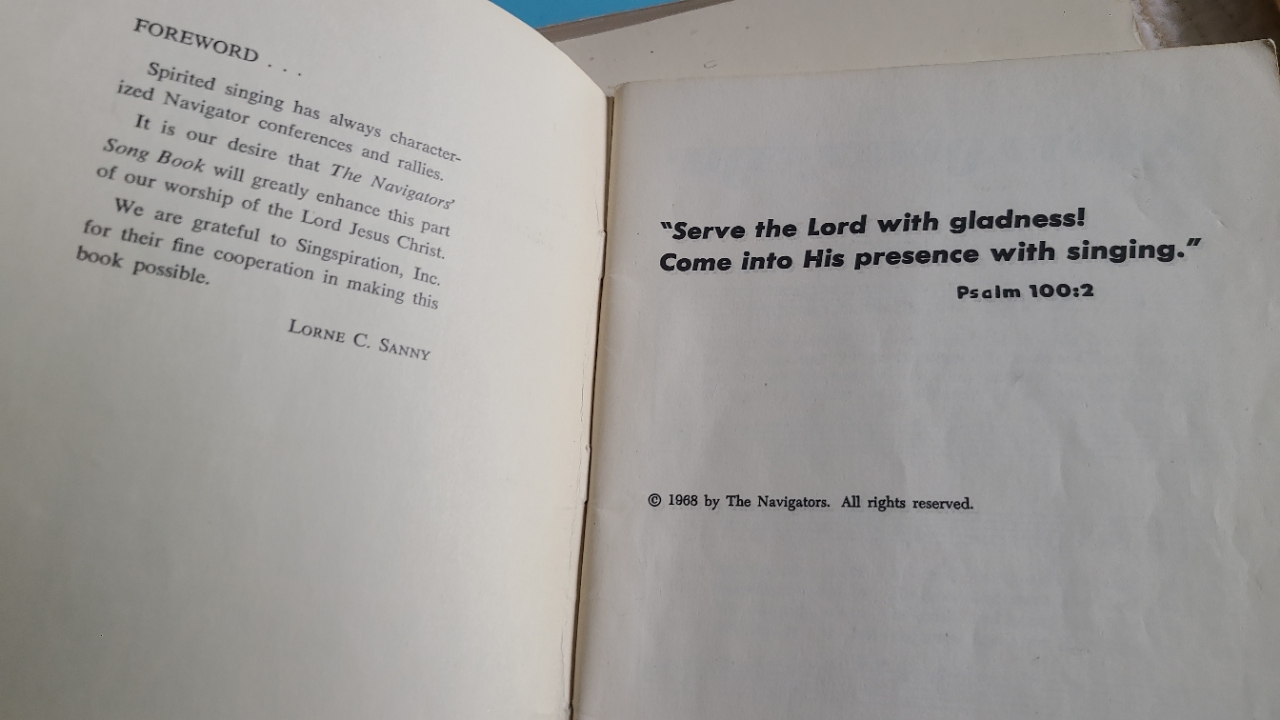 FOREWORD . . .
Spirited singing has always character-
ized Navigator conferences and rallies.
It is our desire that The Navigators'
Song Book will greatly enhance this part
of our worship of the Lord Jesus Christ.
We are grateful to Singspiration, Inc.
for their fine cooperation in making this
book possible.
LORNE C. SANNY
"Serve the Lord with gladness!
Come into His presence with singing."
Psalm 100:2
© 1968 by The Navigators. All rights reserved.